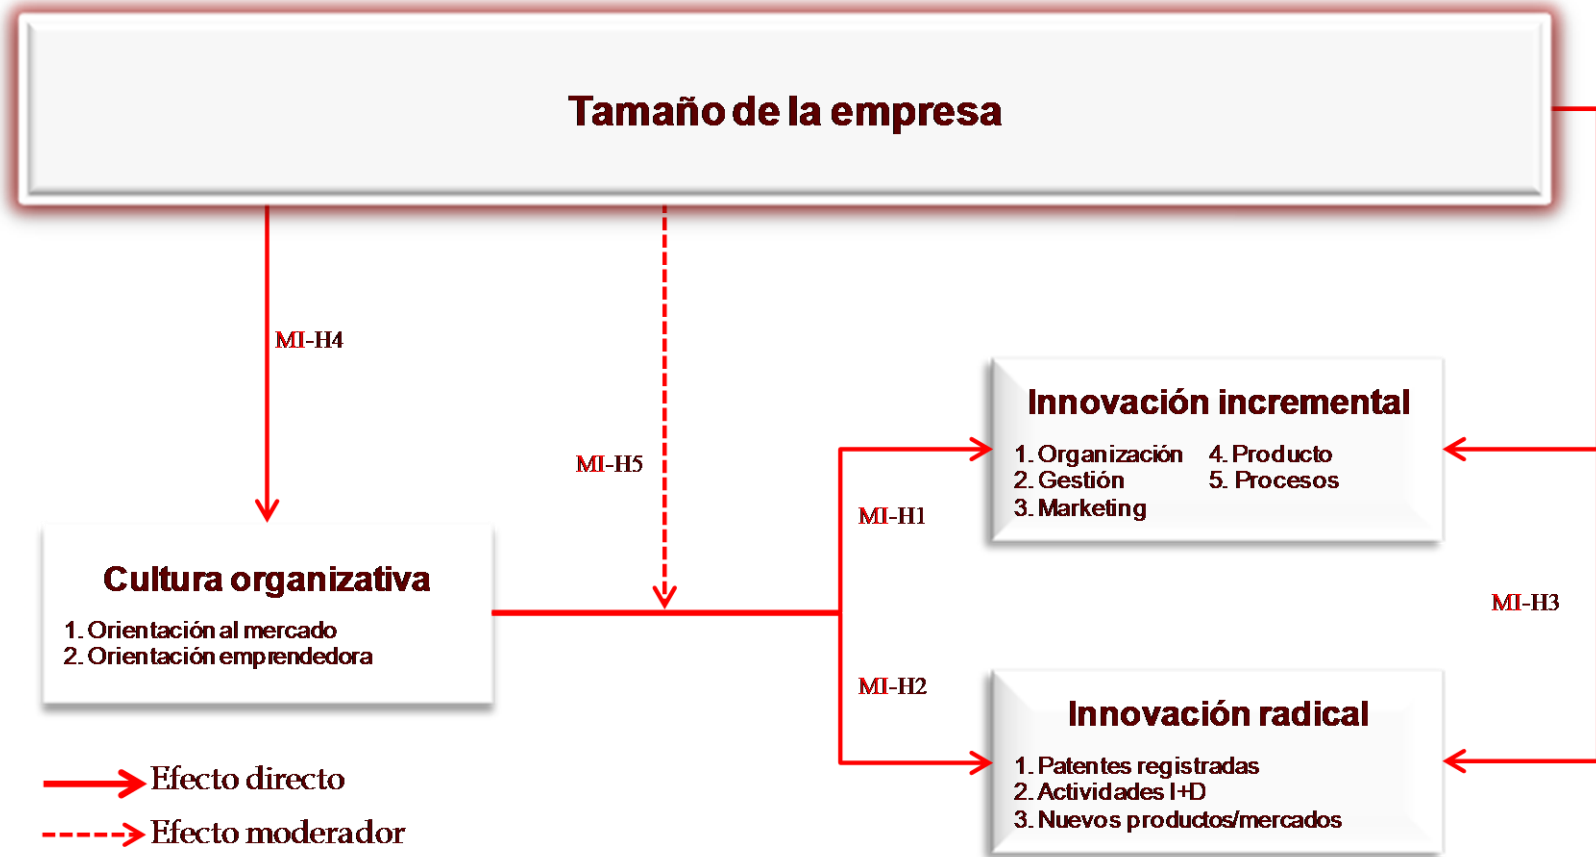 Tamaño de la empresa
MI-H4
MI-H5
Innovación incremental
1. Organización 4. Producto
2. Gestión 5. Procesos
3. Marketing
MI-H1
Cultura organizativa
1. Orientación al mercado
2. Orientación emprendedora
MI-H3
MI-H2
Innovación radical
1. Patentes registradas
2. Actividades I+D
3. Nuevos productos/mercados
Efecto directo
Efecto moderador